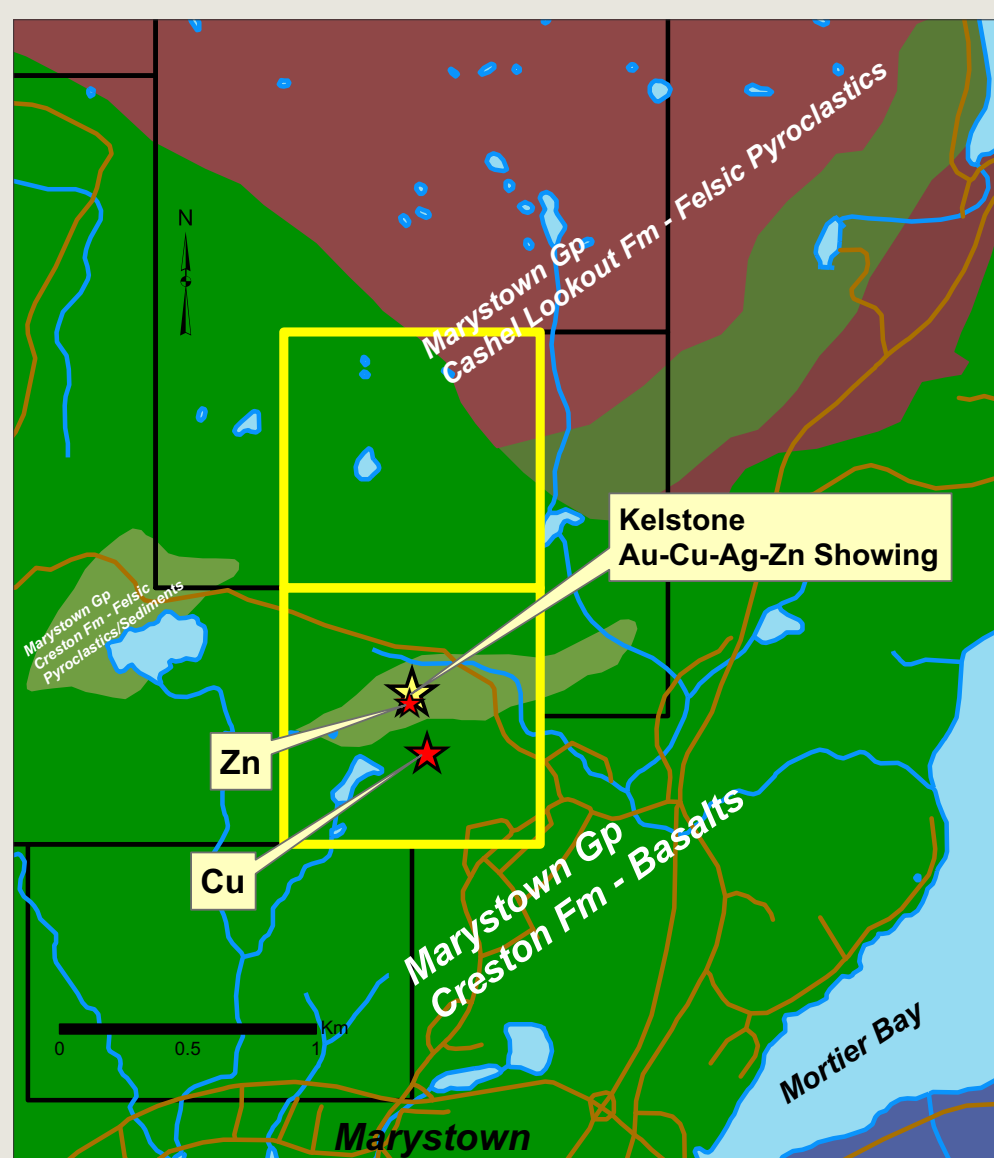 N
Marystown Gp
Cashel Lookout Fm - Felsic Pyroclastics
Kelstone
Au-Cu-Ag-Zn Showing
Marystown Gp
Creston Fm - Felsic
Pyroclastics/Sediments
Zn
Cu
Marystown Gp
Creston Fm - Basalts
Km
0 0.5 1
Mortier Bay
Marystown